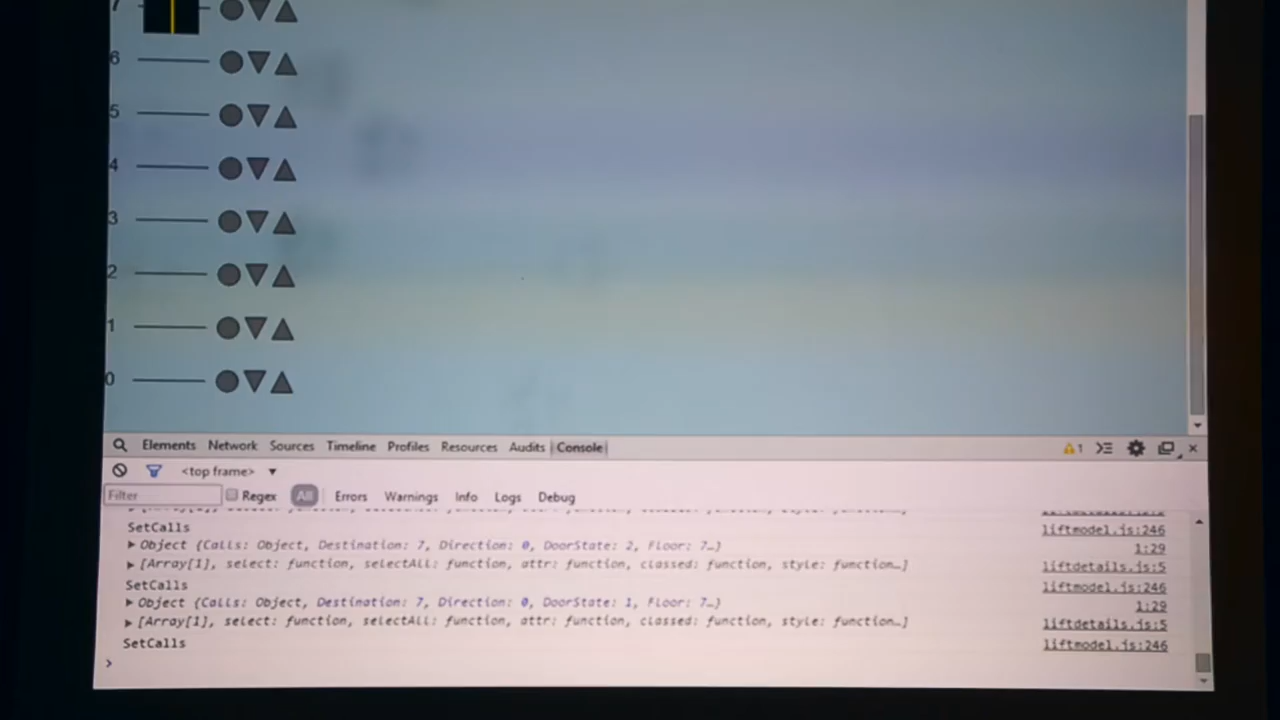 7
6
5
4
3
2
1
0
Elements Network Sources Timeline Profiles Resources Audits Console 1
<top frame> ▼
Filter Regex All Errors Warnings Info Logs Debug
SetCalls liftmodel.js:246
▶ Object {Calls: Object, Destination: 7, Direction: 0, DoorState: 2, Floor: 7…} 1:29
▶ [Array[1], select: function, selectAll: function, attr: function, classed: function, style: function…] liftdetails.js:5
SetCalls liftmodel.js:246
▶ Object {Calls: Object, Destination: 7, Direction: 0, DoorState: 1, Floor: 7…} 1:29
▶ [Array[1], select: function, selectAll: function, attr: function, classed: function, style: function…] liftdetails.js:5
SetCalls liftmodel.js:246
>